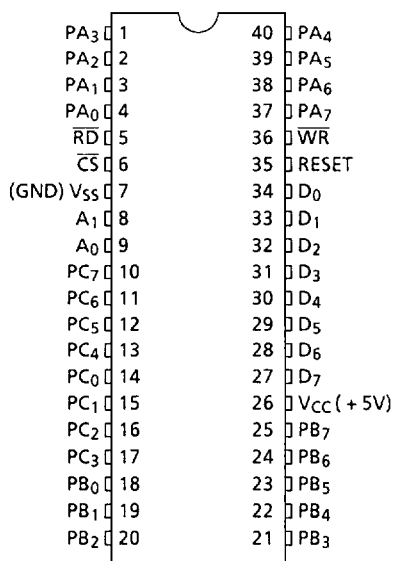 PA3 1 40 PA4
PA2 2 39 PA5
PA1 3 38 PA6
PA0 4 37 PA7
R̅D̅ 5 36 W̅R̅
C̅S̅ 6 35 RESET
(GND) VSS 7 34 D0
A1 8 33 D1
A0 9 32 D2
PC7 10 31 D3
PC6 11 30 D4
PC5 12 29 D5
PC4 13 28 D6
PC0 14 27 D7
PC1 15 26 VCC ( + 5V)
PC2 16 25 PB7
PC3 17 24 PB6
PB0 18 23 PB5
PB1 19 22 PB4
PB2 20 21 PB3